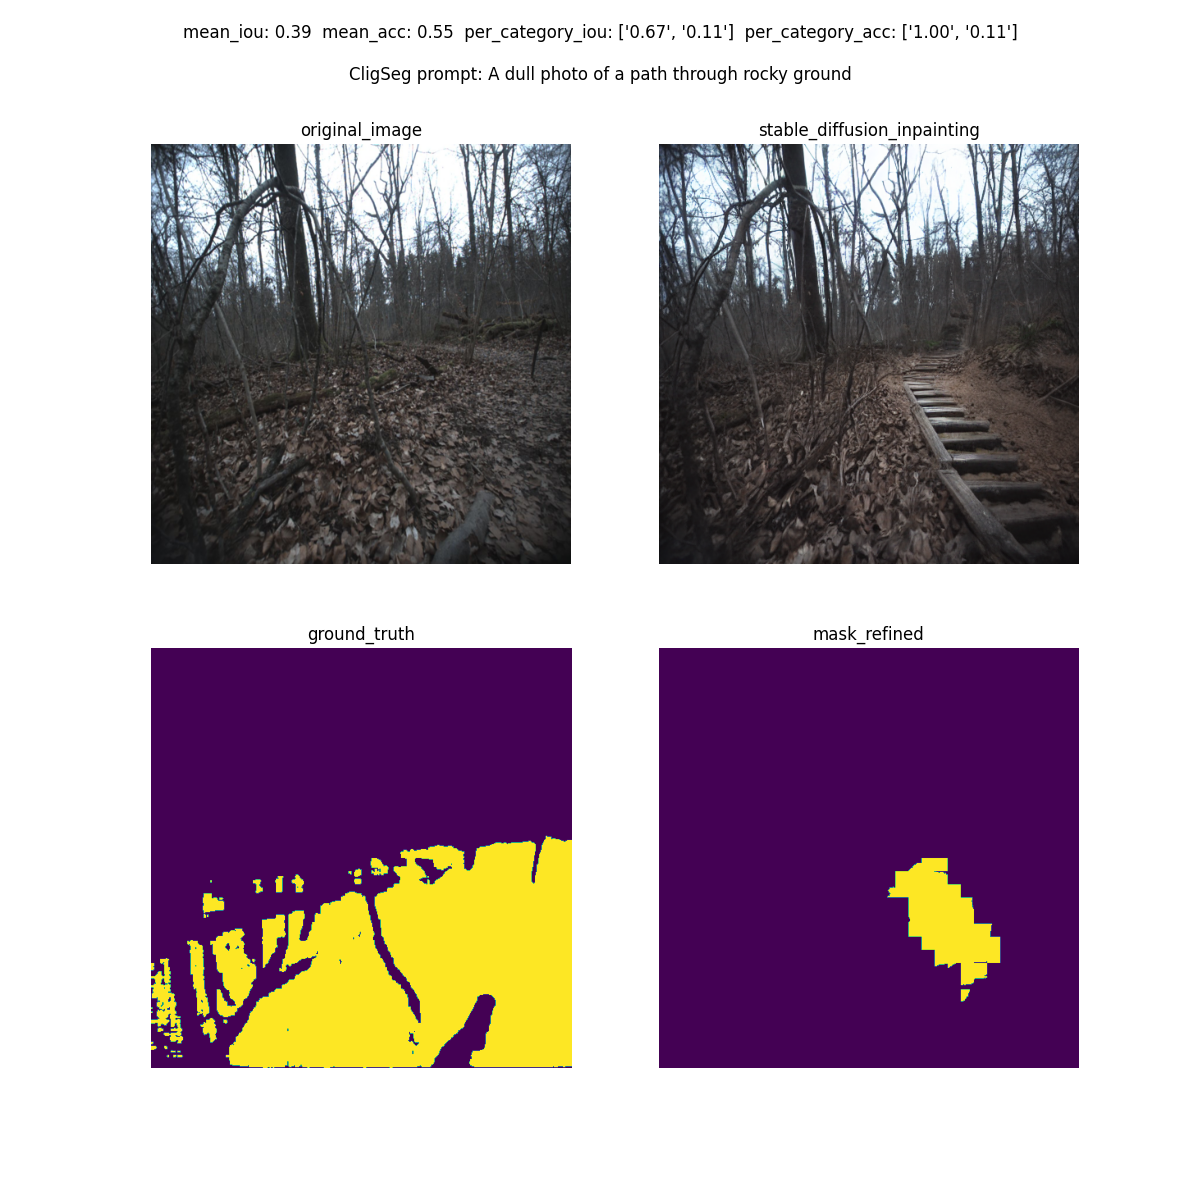 mean_iou: 0.39  mean_acc: 0.55  per_category_iou: ['0.67', '0.11']  per_category_acc: ['1.00', '0.11']
CligSeg prompt: A dull photo of a path through rocky ground
original_image
stable_diffusion_inpainting
ground_truth
mask_refined